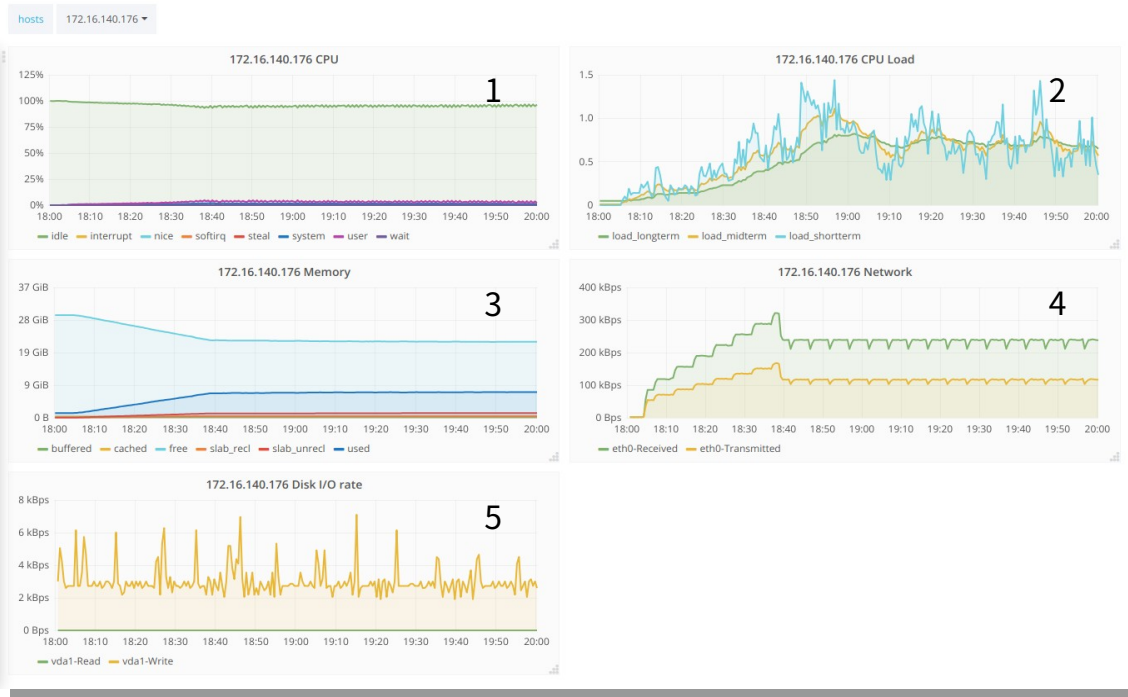 hosts 172.16.140.176
172.16.140.176 CPU
125%
100%
75%
50%
25%
0%
18:00 18:10 18:20 18:30 18:40 18:50 19:00 19:10 19:20 19:30 19:40 19:50 20:00
idle interrupt nice softirq steal system user wait
1
172.16.140.176 CPU Load
1.5
1.0
0.5
0
18:00 18:10 18:20 18:30 18:40 18:50 19:00 19:10 19:20 19:30 19:40 19:50 20:00
load_longterm load_midterm load_shortterm
2
172.16.140.176 Memory
37 GiB
28 GiB
19 GiB
9 GiB
0 B
18:00 18:10 18:20 18:30 18:40 18:50 19:00 19:10 19:20 19:30 19:40 19:50 20:00
buffered cached free slab_recl slab_unrecl used
3
172.16.140.176 Network
400 kBps
300 kBps
200 kBps
100 kBps
0 Bps
18:00 18:10 18:20 18:30 18:40 18:50 19:00 19:10 19:20 19:30 19:40 19:50 20:00
eth0-Received eth0-Transmitted
4
172.16.140.176 Disk I/O rate
8 kBps
6 kBps
4 kBps
2 kBps
0 Bps
18:00 18:10 18:20 18:30 18:40 18:50 19:00 19:10 19:20 19:30 19:40 19:50 20:00
vda1-Read vda1-Write
5